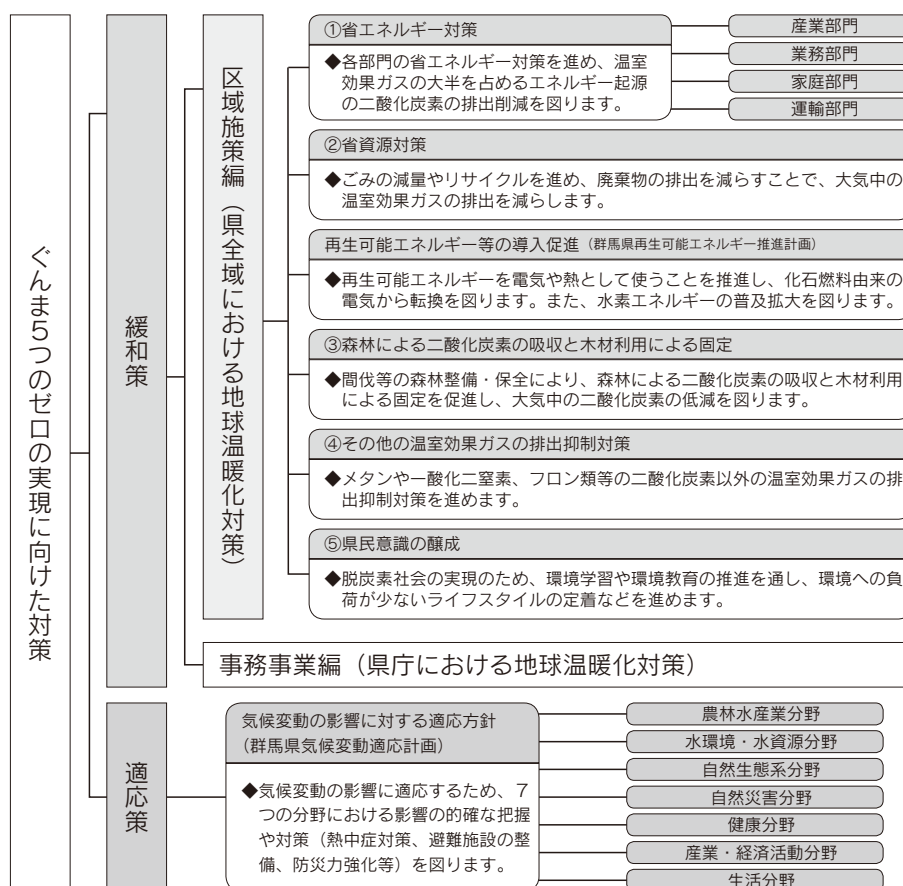 ぐんま5つのゼロの実現に向けた対策
緩和策
区域施策編（県全域における地球温暖化対策）
①省エネルギー対策
◆各部門の省エネルギー対策を進め、温室
効果ガスの大半を占めるエネルギー起源
の二酸化炭素の排出削減を図ります。
産業部門
業務部門
家庭部門
運輸部門
②省資源対策
◆ごみの減量やリサイクルを進め、廃棄物の排出を減らすことで、大気中の
温室効果ガスの排出を減らします。
再生可能エネルギー等の導入促進（群馬県再生可能エネルギー推進計画）
◆再生可能エネルギーを電気や熱として使うことを推進し、化石燃料由来の
電気から転換を図ります。また、水素エネルギーの普及拡大を図ります。
③森林による二酸化炭素の吸収と木材利用による固定
◆間伐等の森林整備・保全により、森林による二酸化炭素の吸収と木材利用
による固定を促進し、大気中の二酸化炭素の低減を図ります。
④その他の温室効果ガスの排出抑制対策
◆メタンや一酸化二窒素、フロン類等の二酸化炭素以外の温室効果ガスの排
出抑制対策を進めます。
⑤県民意識の醸成
◆脱炭素社会の実現のため、環境学習や環境教育の推進を通し、環境への負
荷が少ないライフスタイルの定着などを進めます。
事務事業編（県庁における地球温暖化対策）
適応策
気候変動の影響に対する適応方針
（群馬県気候変動適応計画）
◆気候変動の影響に適応するため、7
つの分野における影響の的確な把握
や対策（熱中症対策、避難施設の整
備、防災力強化等）を図ります。
農林水産業分野
水環境・水資源分野
自然生態系分野
自然災害分野
健康分野
産業・経済活動分野
生活分野